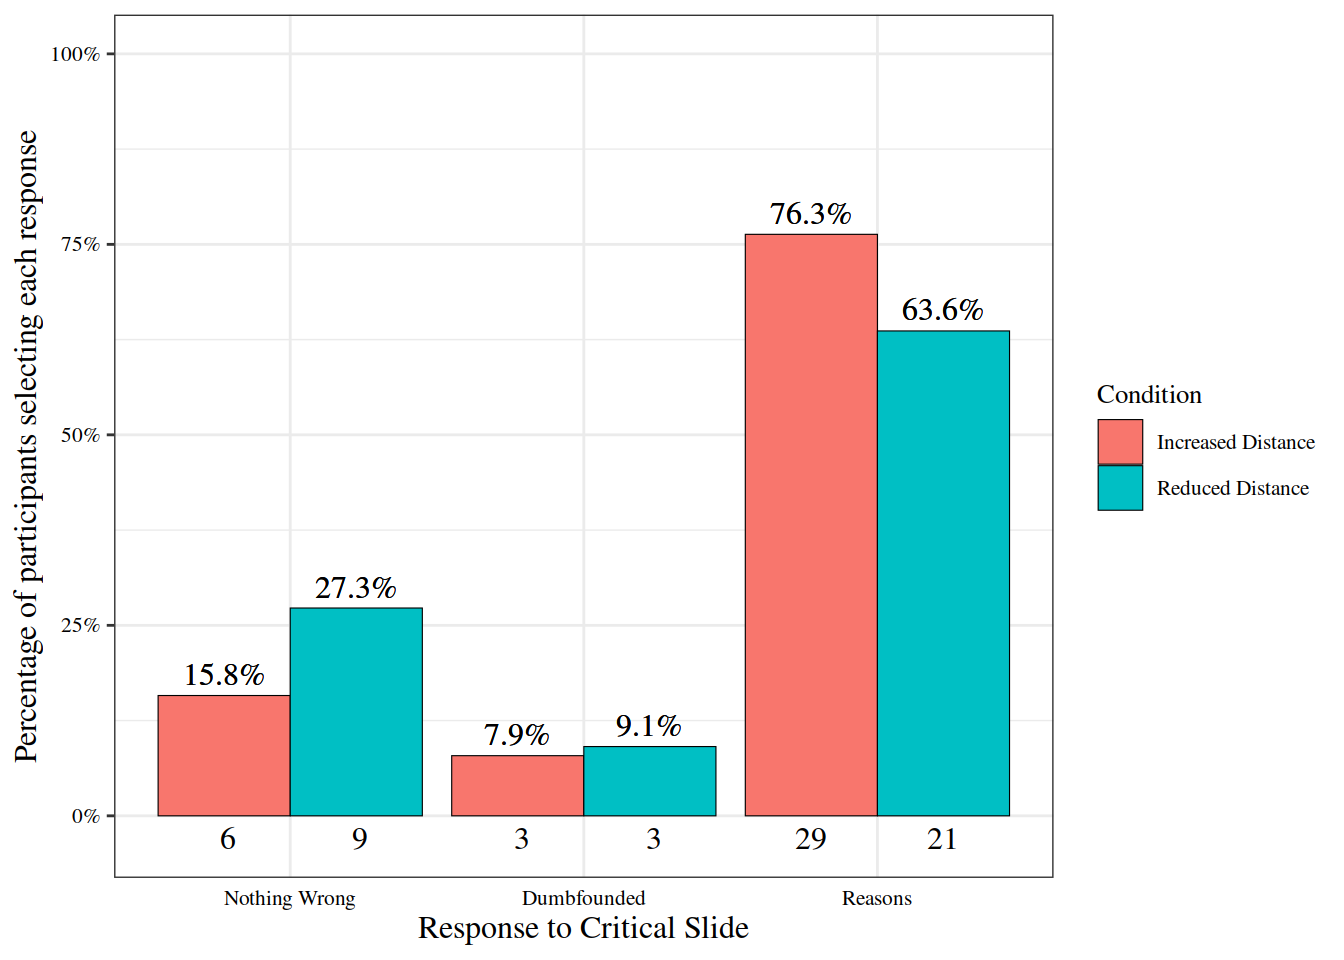 Percentage of participants selecting each response
100%
75%
50%
25%
0%
15.8%
27.3%
7.9%
9.1%
76.3%
63.6%
6
9
3
3
29
21
Nothing Wrong
Dumbfounded
Reasons
Response to Critical Slide
Condition
Increased Distance
Reduced Distance